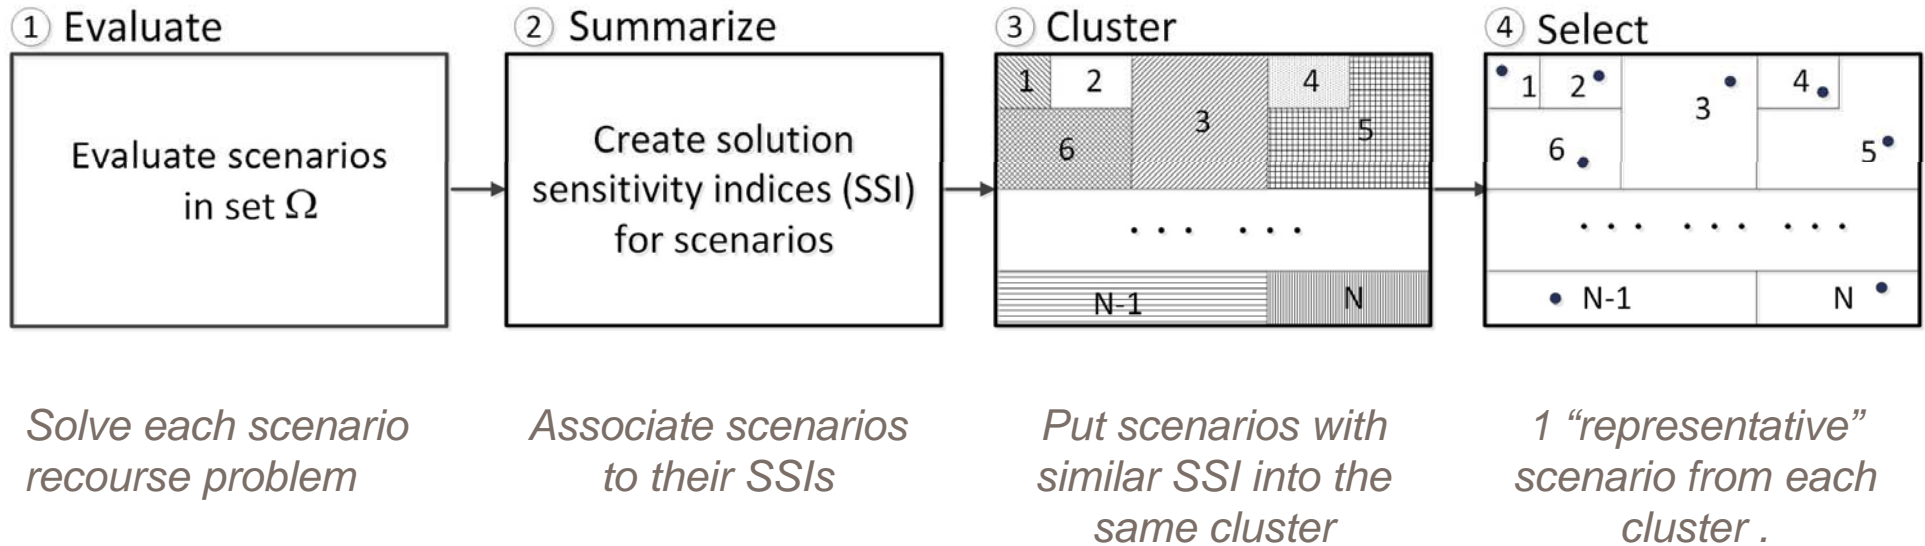 ① Evaluate
Evaluate scenarios
in set Ω
Solve each scenario
recourse problem
② Summarize
Create solution
sensitivity indices (SSI)
for scenarios
Associate scenarios
to their SSIs
③ Cluster
1 2 3 4 5 6
. . . . . .
N-1 N
Put scenarios with
similar SSI into the
same cluster
④ Select
1 2 3 4 5 6
. . . . . . . . .
N-1 N
1 “representative”
scenario from each
cluster .